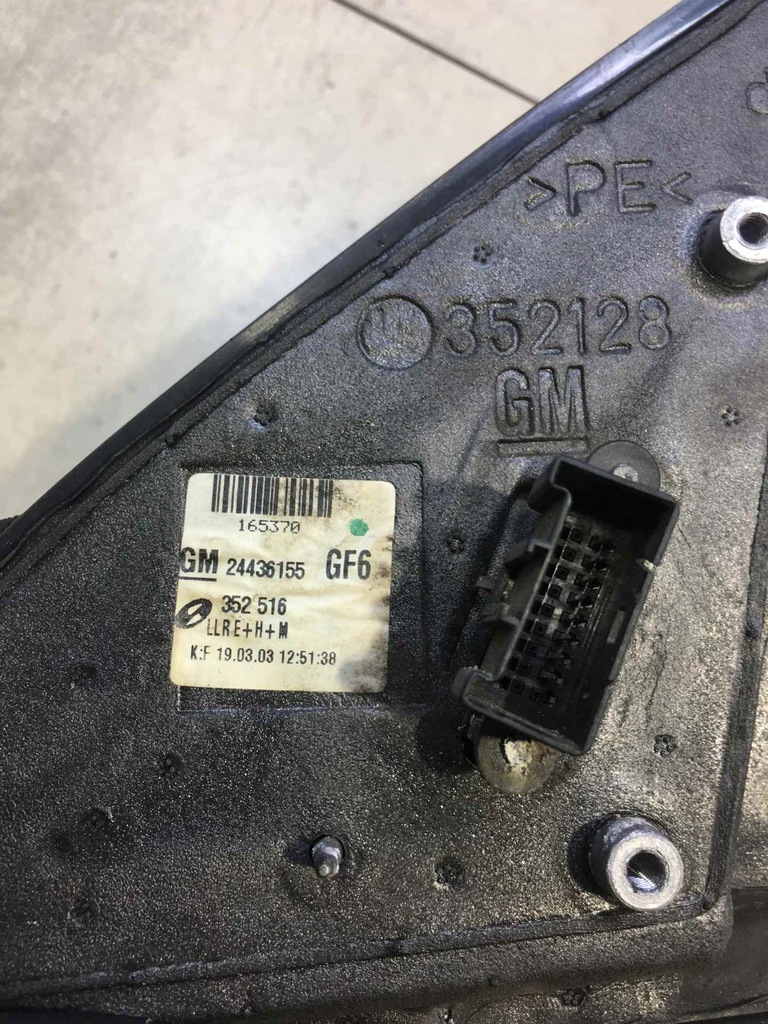 >PE<
352128
GM
165370
GM 24436155 GF6
352 516
LLRE+H+M
K:F 19.03.03 12:51:38